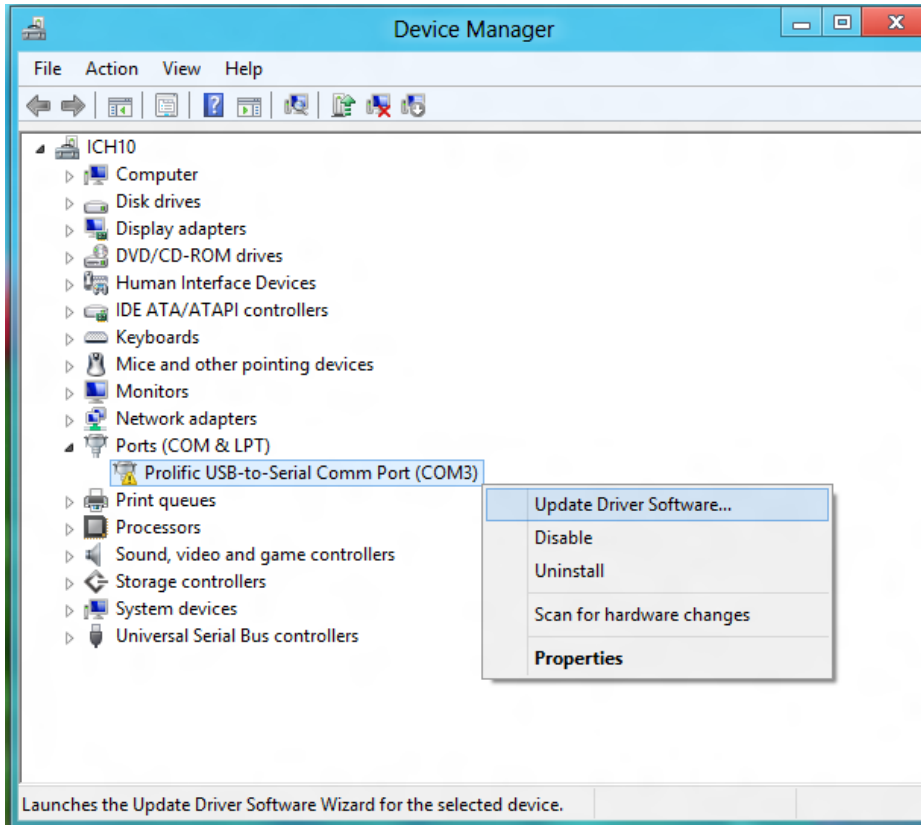 Device Manager
File Action View Help
ICH10
Computer
Disk drives
Display adapters
DVD/CD-ROM drives
Human Interface Devices
IDE ATA/ATAPI controllers
Keyboards
Mice and other pointing devices
Monitors
Network adapters
Ports (COM & LPT)
Prolific USB-to-Serial Comm Port (COM3)
Print queues
Processors
Sound, video and game controllers
Storage controllers
System devices
Universal Serial Bus controllers
Update Driver Software...
Disable
Uninstall
Scan for hardware changes
Properties
Launches the Update Driver Software Wizard for the selected device.